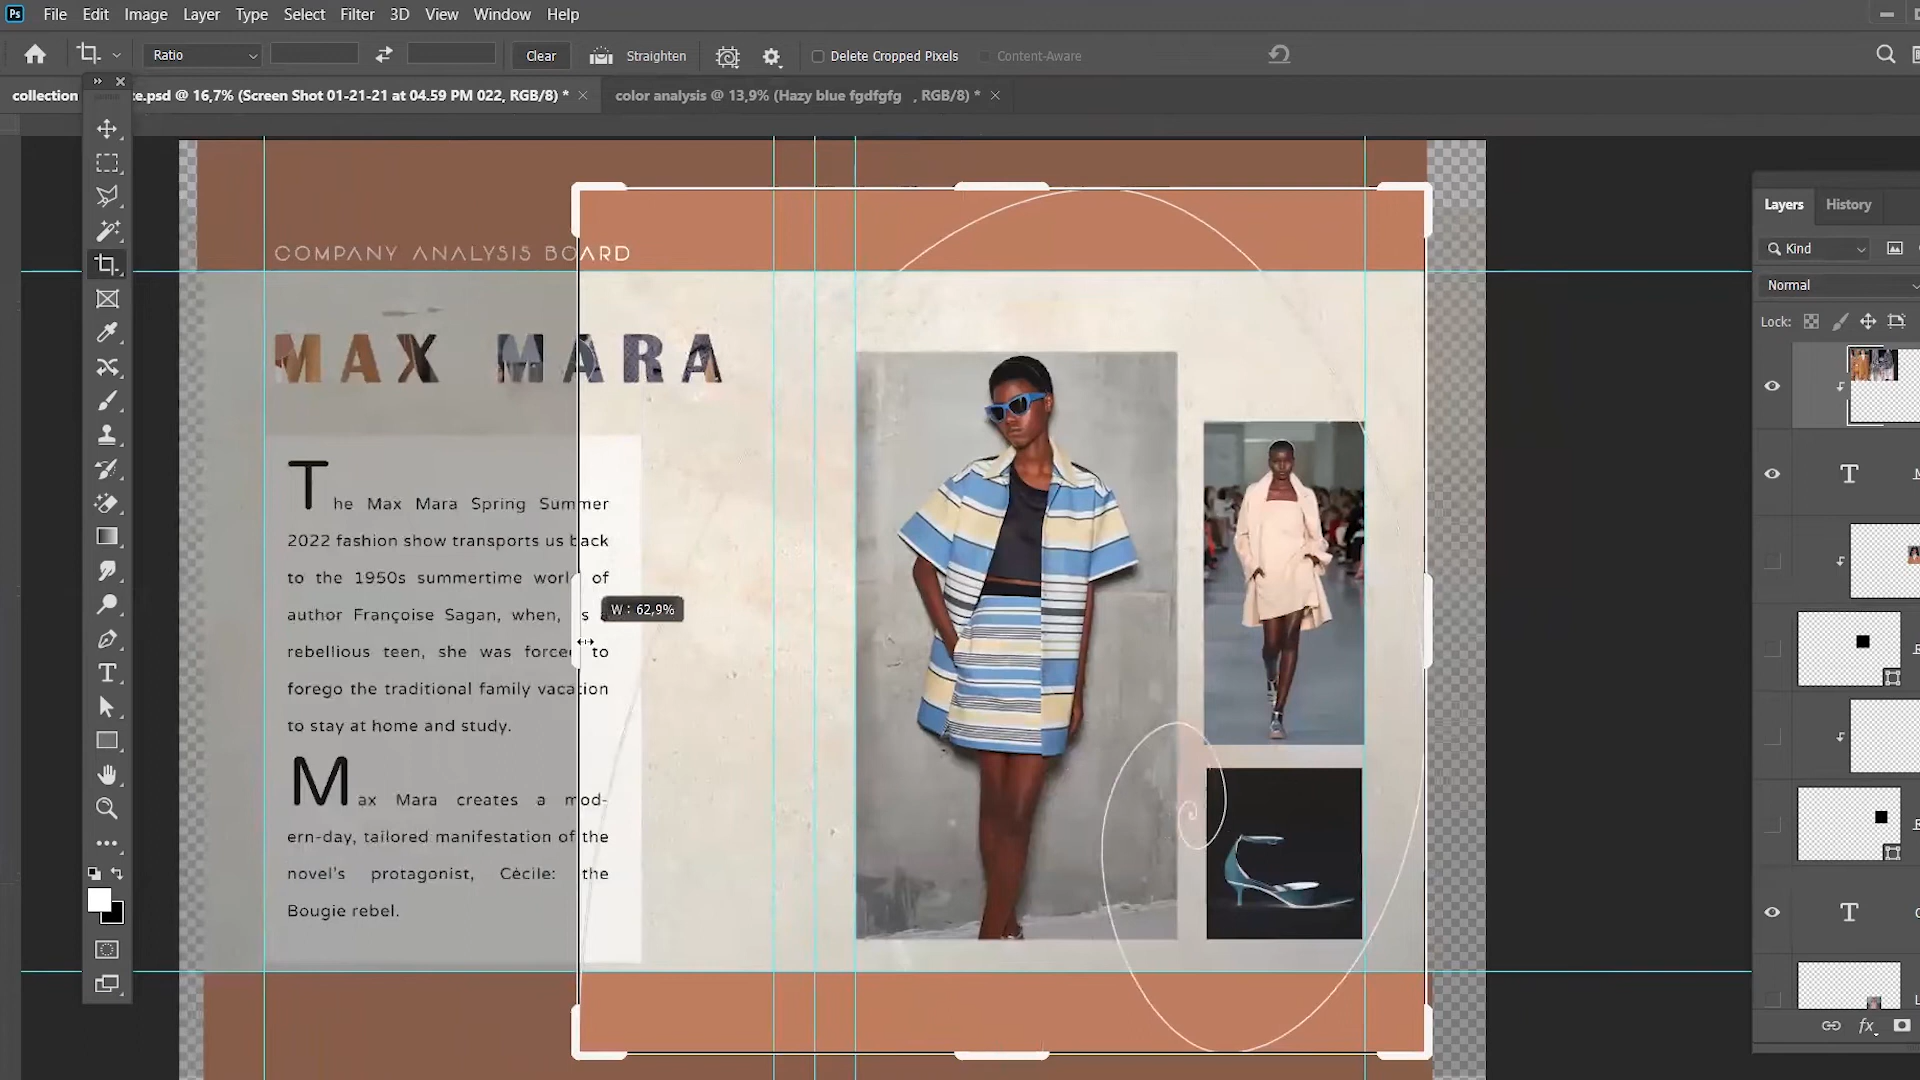 Ps File Edit Image Layer Type Select Filter 3D View Window Help
Ratio Clear Straighten Delete Cropped Pixels Content-Aware
collection te.psd @ 16,7% (Screen Shot 01-21-21 at 04.59 PM 022, RGB/8) * color analysis @ 13,9% (Hazy blue fgdfgfg , RGB/8) *
Layers History
Kind
Normal
Lock:
COMPANY ANALYSIS BOARD
MAX MARA
The Max Mara Spring Summer
2022 fashion show transports us back
to the 1950s summertime world of
author Françoise Sagan, when,
rebellious teen, she was forced to
forego the traditional family vacation
to stay at home and study.
Max Mara creates a mod-
ern-day, tailored manifestation of the
novel's protagonist, Cécile: the
Bougie rebel.
W : 62,9%